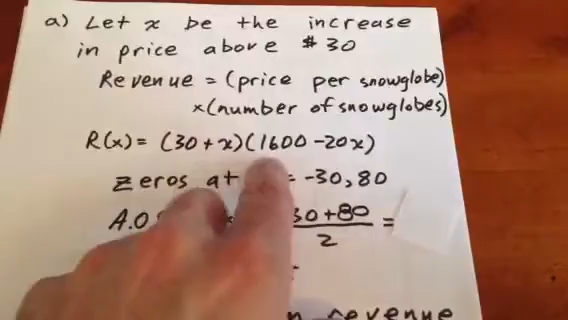 a) Let x be the increase
in price above $30
Revenue = (price per snowglobe)
x(number of snowglobes)
R(x) = (30+x)(1600-20x)
zeros at = -30,80
A.O 30+80 =
2
revenue